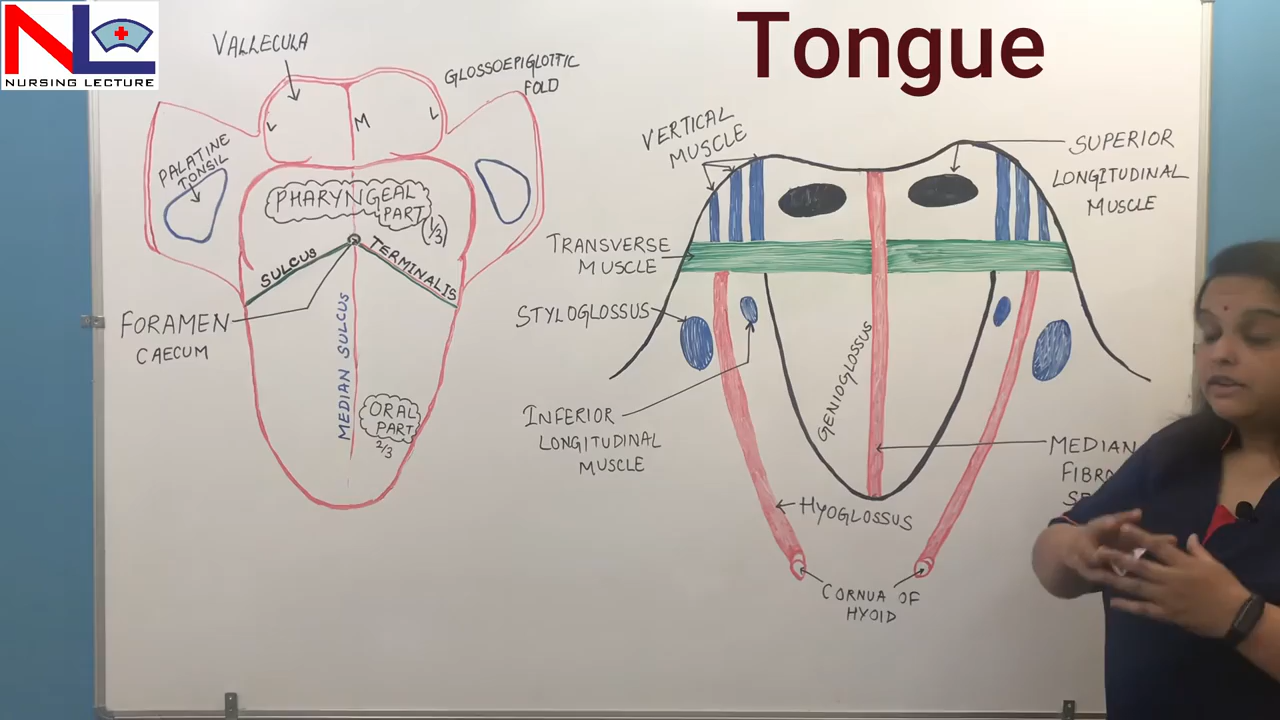 NL
NURSING LECTURE
Tongue
VALLECULA
GLOSSOEPIGLOTTIC
FOLD
L
M
L
PALATINE
TONSIL
PHARYNGEAL
PART
(1/3)
SULCUS
TERMINALIS
FORAMEN
CAECUM
MEDIAN SULCUS
ORAL
PART
2/3
VERTICAL
MUSCLE
SUPERIOR
LONGITUDINAL
MUSCLE
TRANSVERSE
MUSCLE
STYLOGLOSSUS
INFERIOR
LONGITUDINAL
MUSCLE
GENIOGLOSSUS
MEDIAN
HYOGLOSSUS
CORNUA OF
HYOID